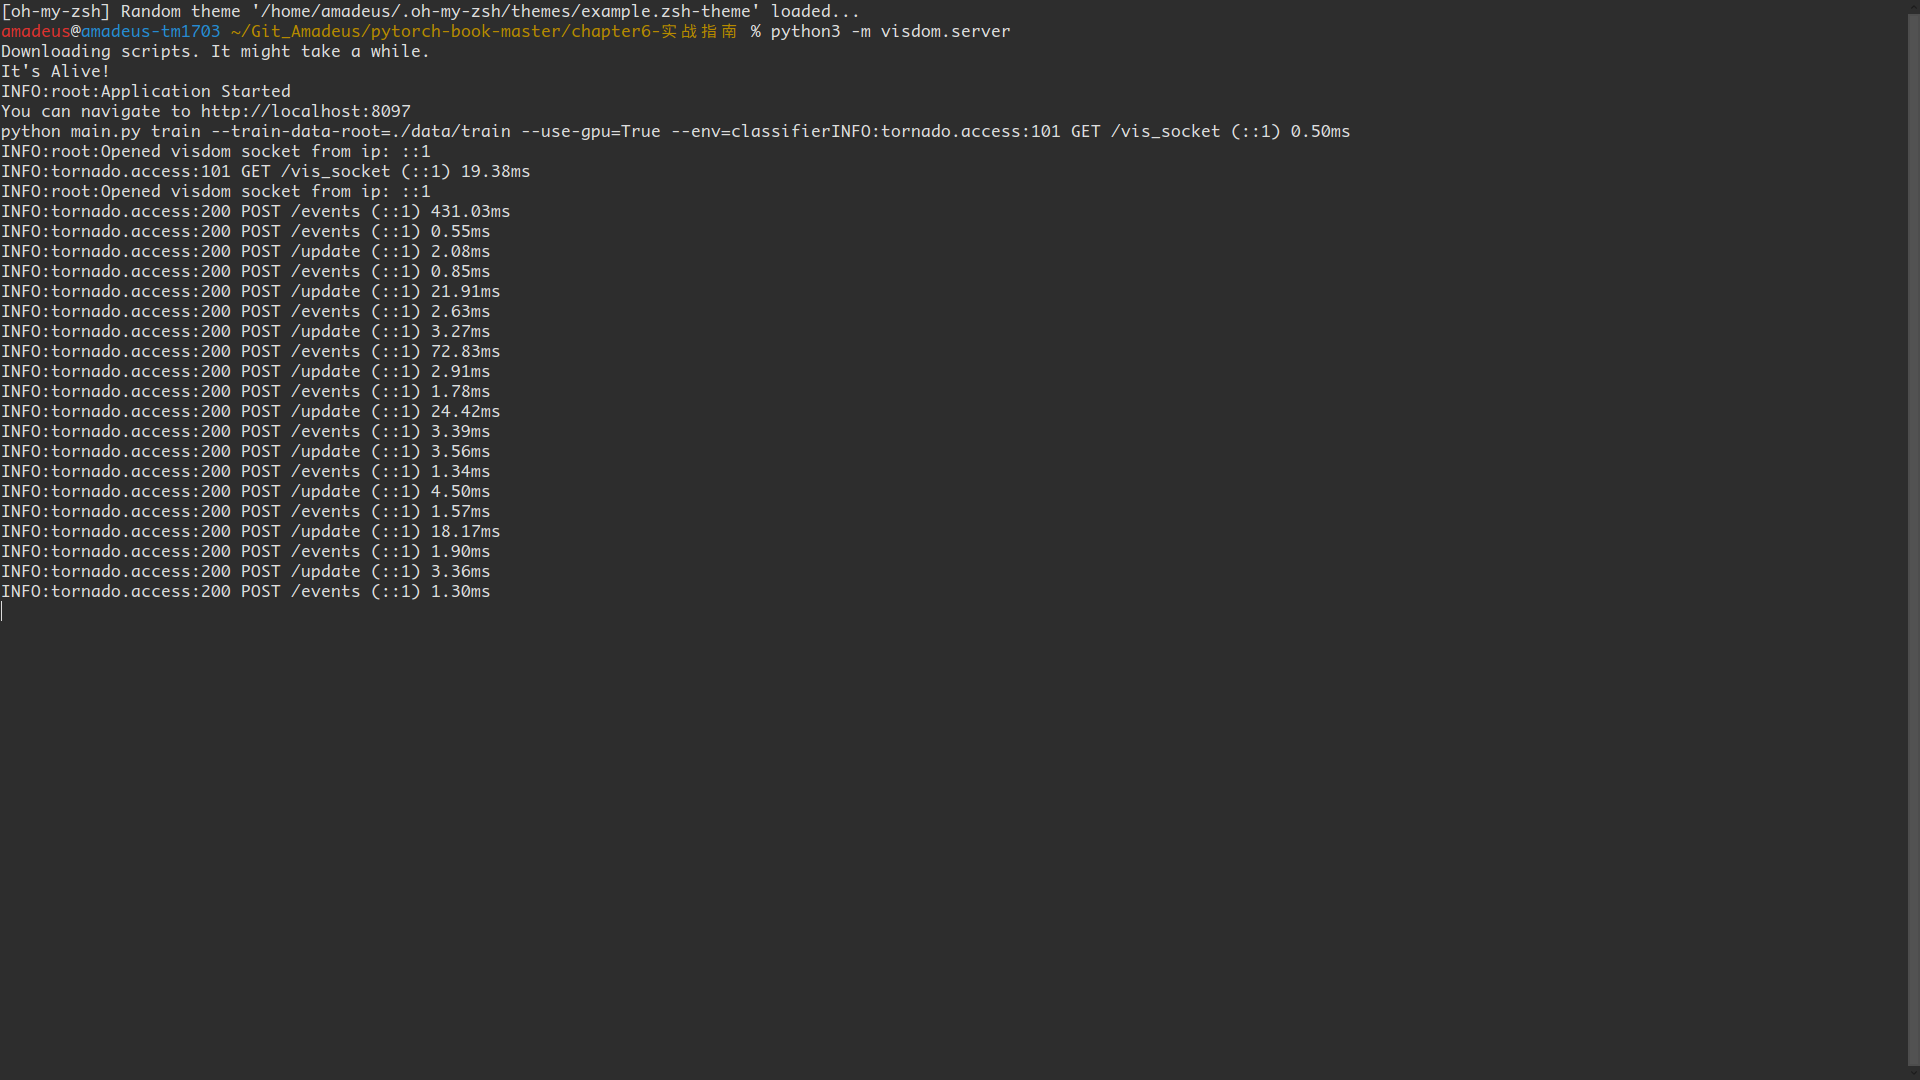 [oh-my-zsh] Random theme '/home/amadeus/.oh-my-zsh/themes/example.zsh-theme' loaded...
amadeus@amadeus-tm1703 ~/Git_Amadeus/pytorch-book-master/chapter6-实战指南 % python3 -m visdom.server
Downloading scripts. It might take a while.
It's Alive!
INFO:root:Application Started
You can navigate to http://localhost:8097
python main.py train --train-data-root=./data/train --use-gpu=True --env=classifierINFO:tornado.access:101 GET /vis_socket (::1) 0.50ms
INFO:root:Opened visdom socket from ip: ::1
INFO:tornado.access:101 GET /vis_socket (::1) 19.38ms
INFO:root:Opened visdom socket from ip: ::1
INFO:tornado.access:200 POST /events (::1) 431.03ms
INFO:tornado.access:200 POST /events (::1) 0.55ms
INFO:tornado.access:200 POST /update (::1) 2.08ms
INFO:tornado.access:200 POST /events (::1) 0.85ms
INFO:tornado.access:200 POST /update (::1) 21.91ms
INFO:tornado.access:200 POST /events (::1) 2.63ms
INFO:tornado.access:200 POST /update (::1) 3.27ms
INFO:tornado.access:200 POST /events (::1) 72.83ms
INFO:tornado.access:200 POST /update (::1) 2.91ms
INFO:tornado.access:200 POST /events (::1) 1.78ms
INFO:tornado.access:200 POST /update (::1) 24.42ms
INFO:tornado.access:200 POST /events (::1) 3.39ms
INFO:tornado.access:200 POST /update (::1) 3.56ms
INFO:tornado.access:200 POST /events (::1) 1.34ms
INFO:tornado.access:200 POST /update (::1) 4.50ms
INFO:tornado.access:200 POST /events (::1) 1.57ms
INFO:tornado.access:200 POST /update (::1) 18.17ms
INFO:tornado.access:200 POST /events (::1) 1.90ms
INFO:tornado.access:200 POST /update (::1) 3.36ms
INFO:tornado.access:200 POST /events (::1) 1.30ms